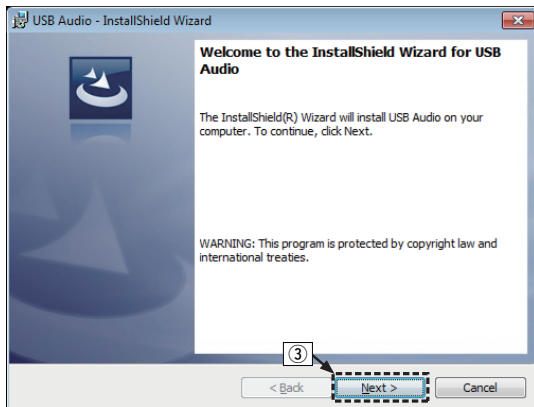 USB Audio - InstallShield Wizard
Welcome to the InstallShield Wizard for USB
Audio
The InstallShield(R) Wizard will install USB Audio on your
computer. To continue, click Next.
WARNING: This program is protected by copyright law and
international treaties.
③
< Back
Next >
Cancel